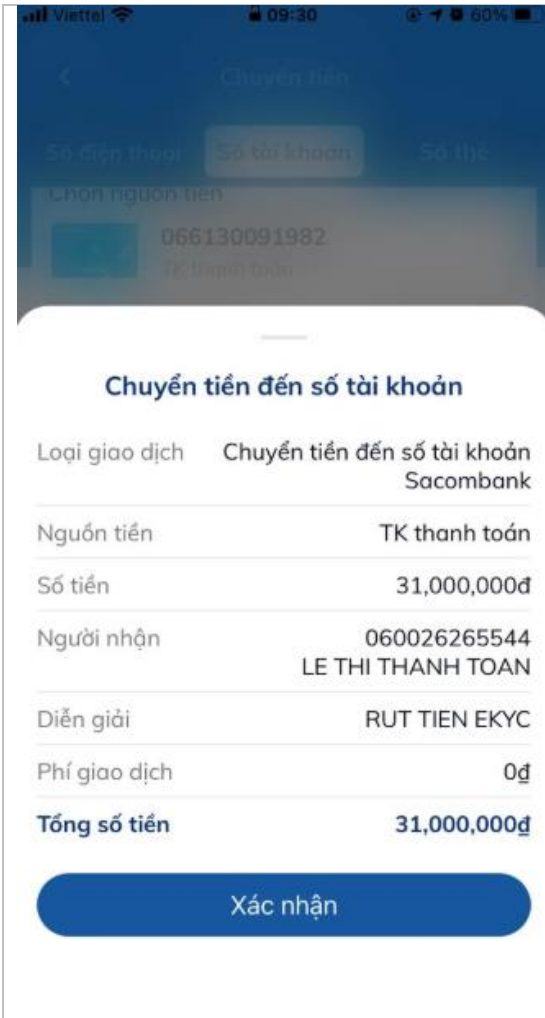 Viettel 09:30 60%
Chuyển tiền
Số điện thoại Số tài khoản Số thẻ
Chọn nguồn tiền
066130091982
TK thanh toán
Chuyển tiền đến số tài khoản
Loại giao dịch Chuyển tiền đến số tài khoản
Sacombank
Nguồn tiền TK thanh toán
Số tiền 31,000,000đ
Người nhận 060026265544
LE THI THANH TOAN
Diễn giải RUT TIEN EKYC
Phí giao dịch 0₫
Tổng số tiền 31,000,000₫
Xác nhận